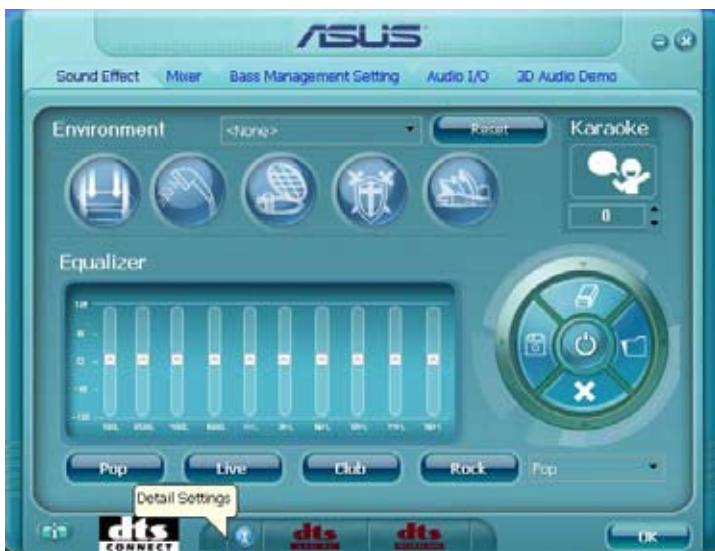 ASUS
Sound Effect Mixer Bass Management Setting Audio I/O 3D Audio Demo
Environment <None> Reset Karaoke
0
Equalizer
Pop Live Club Rock Pop
Detail Settings
dts CONNECT dts dts
OK